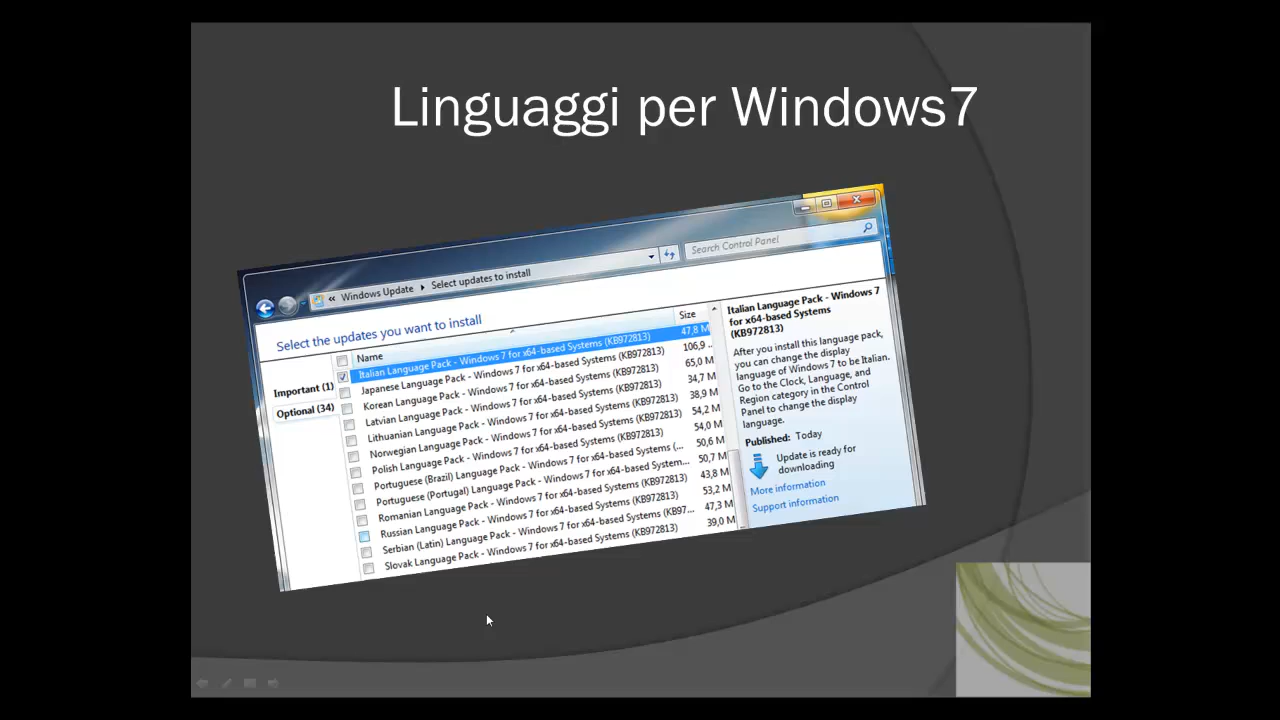 Linguaggi per Windows7
Windows Update
Select updates to install
Search Control Panel
Select the updates you want to install
Important (1)
Optional (34)
Name
Size
Italian Language Pack - Windows 7 for x64-based Systems (KB972813)
47,8 M
Japanese Language Pack - Windows 7 for x64-based Systems (KB972813)
106,9 ..
Korean Language Pack - Windows 7 for x64-based Systems (KB972813)
65,0 M
Latvian Language Pack - Windows 7 for x64-based Systems (KB972813)
34,7 M
Lithuanian Language Pack - Windows 7 for x64-based Systems (KB972813)
38,9 M
Norwegian Language Pack - Windows 7 for x64-based Systems (KB972813)
54,2 M
Polish Language Pack - Windows 7 for x64-based Systems (KB972813)
54,0 M
Portuguese (Brazil) Language Pack - Windows 7 for x64-based Systems (...
50,6 M
Portuguese (Portugal) Language Pack - Windows 7 for x64-based System...
50,7 M
Romanian Language Pack - Windows 7 for x64-based Systems (KB972813)
43,8 M
Russian Language Pack - Windows 7 for x64-based Systems (KB972813)
53,2 M
Serbian (Latin) Language Pack - Windows 7 for x64-based Systems (KB97...
47,3 M
Slovak Language Pack - Windows 7 for x64-based Systems (KB972813)
39,0 M
Italian Language Pack - Windows 7
for x64-based Systems
(KB972813)
After you install this language pack,
you can change the display
language of Windows 7 to be Italian.
Go to the Clock, Language, and
Region category in the Control
Panel to change the display
language.
Published: Today
Update is ready for
downloading
More information
Support information